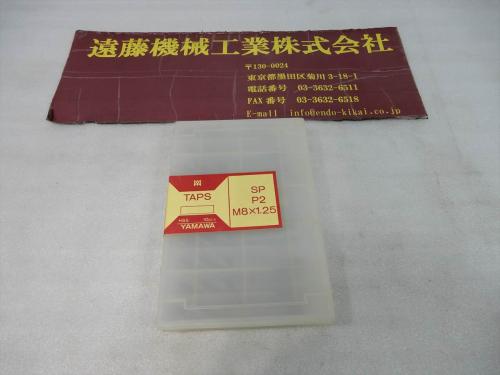 遠藤機械工業株式会社
〒130-0024
東京都墨田区菊川3-18-1
電話番号 03-3632-6511
FAX番号 03-3632-6518
E-mail info@endo-kikai.co.jp
TAPS
HSS
YAMAWA
SP
P2
M8×1.25